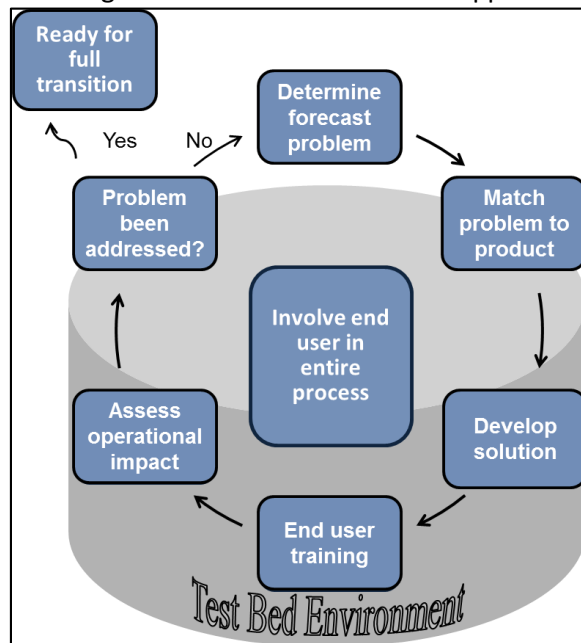 Ready for
full
transition
Yes
No
Determine
forecast
problem
Problem
been
addressed?
Match
problem to
product
Involve end
user in
entire
process
Assess
operational
impact
Develop
solution
End user
training
Test Bed Environment